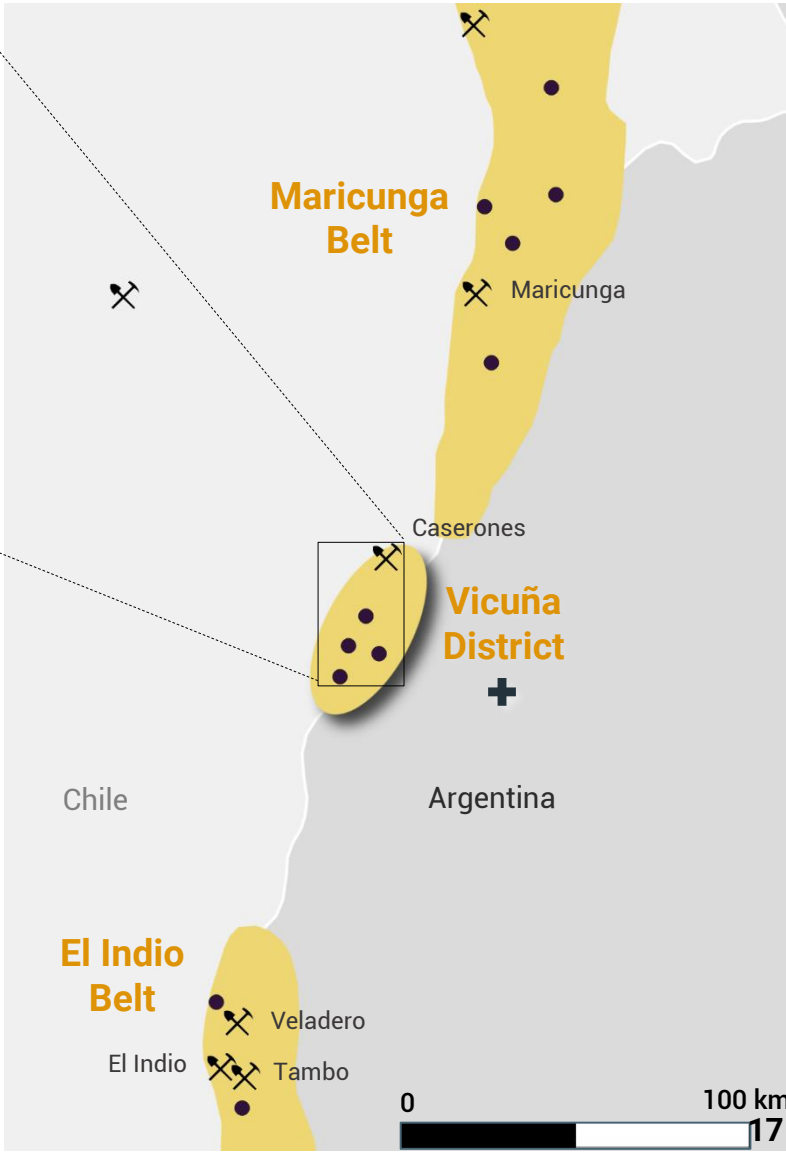 Maricunga
Belt
Maricunga
Caserones
Vicuña
District
Chile
Argentina
El Indio
Belt
Veladero
El Indio
Tambo
0
100 km
17